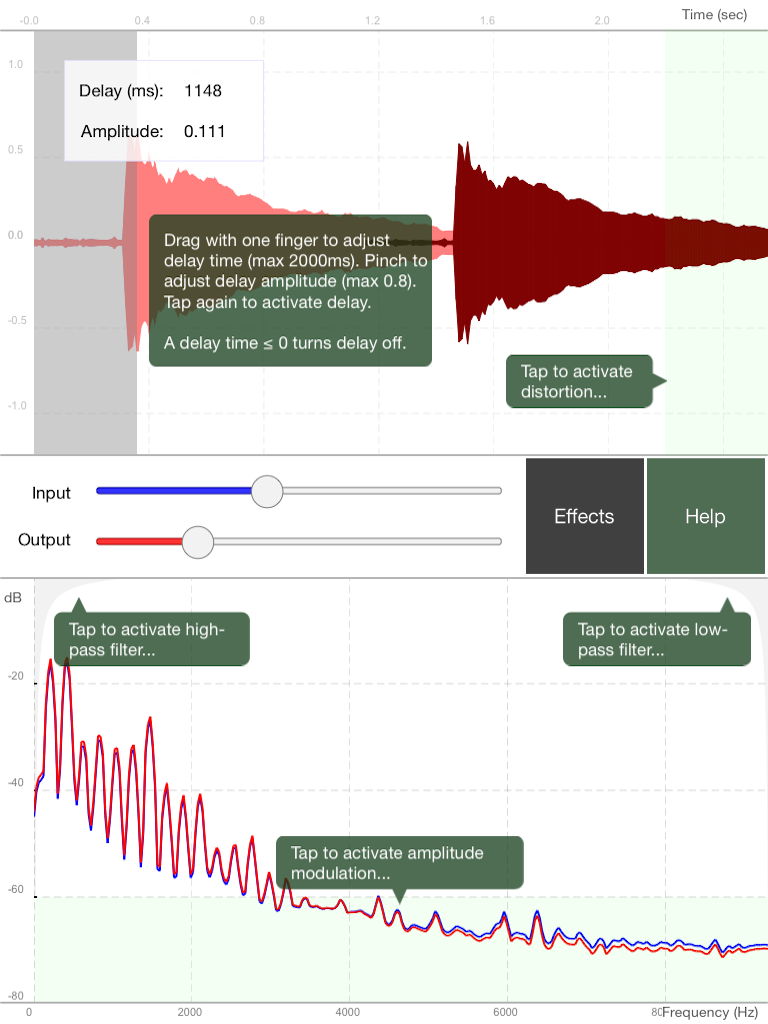 -0.0 0.4 0.8 1.2 1.6 2.0 Time (sec)
1.0
Delay (ms): 1148
Amplitude: 0.111
0.5
Drag with one finger to adjust
delay time (max 2000ms). Pinch to
adjust delay amplitude (max 0.8).
Tap again to activate delay.
A delay time ≤ 0 turns delay off.
0.0
-0.5
Tap to activate
distortion...
-1.0
Input
Output
Effects
Help
dB
Tap to activate high-
pass filter...
Tap to activate low-
pass filter...
-20
-40
Tap to activate amplitude
modulation...
-60
-80
0 2000 4000 6000 80 Frequency (Hz)